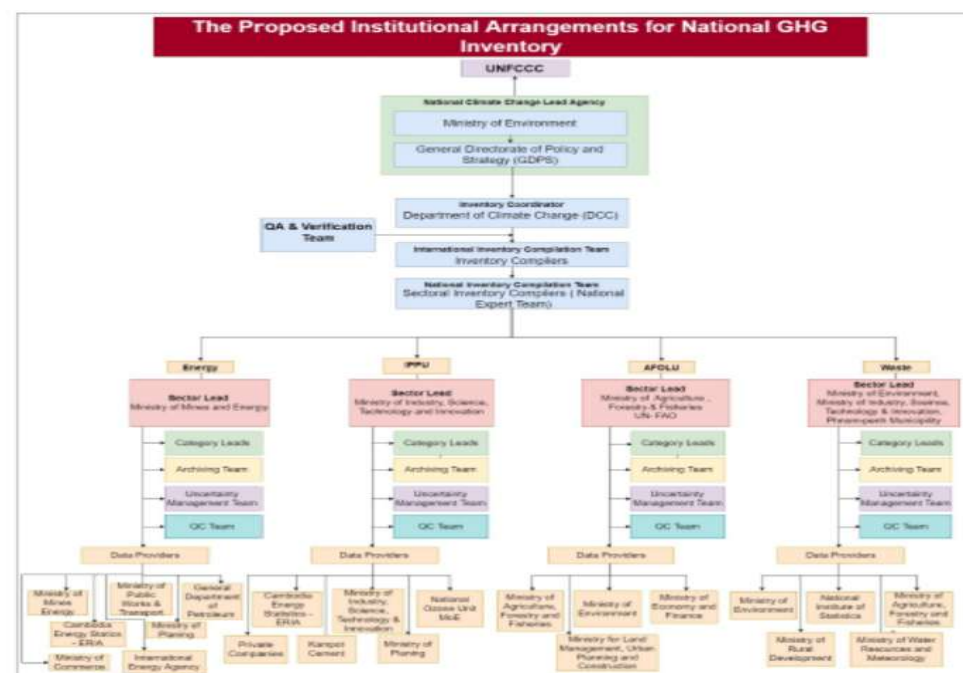 The Proposed Institutional Arrangements for National GHG
Inventory
UNFCCC
National Climate Change Lead Agency
Ministry of Environment
General Directorate of Policy and
Strategy (GDPS)
Inventory Coordinator
Department of Climate Change (DCC)
QA & Verification
Team
International Inventory Compilation Team
Inventory Compilers
National Inventory Compilation Team
Sectoral Inventory Compilers ( National
Expert Team)
Energy
IPPU
AFOLU
Waste
Sector Lead
Ministry of Mines and Energy
Sector Lead
Ministry of Industry, Science,
Technology and Innovation
Sector Lead
Ministry of Agriculture ,
Forestry & Fisheries
UN- FAO
Sector Lead
Ministry of Environment,
Ministry of Industry, Science,
Technology & Innovation,
Phnom penh Municipality
Category Leads
Category Leads
Category Leads
Category Leads
Archiving Team
Archiving Team
Archiving Team
Archiving Team
Uncertainty
Management Team
Uncertainty
Management Team
Uncertainty
Management Team
Uncertainty
Management Team
QC Team
QC Team
QC Team
QC Team
Data Providers
Data Providers
Data Providers
Data Providers
Ministry of
Mines
Energy
Ministry of
Public
Works &
Transport
General
Department
of
Petroleum
Cambodia
Energy Statics
- ERIA
Ministry of
Planing
Ministry of
Commerce
International
Energy Agency
Cambodia
Energy
Statistics -
ERIA
Ministry of
Industry,
Science,
Technology &
Innovation
National
Ozone Unit
MoE
Private
Companies
Kampot
Cement
Ministry of
Planing
Ministry of
Agriculture,
Forestry and
Fisheries
Ministry of
Environment
Ministry of
Economy and
Finance
Ministry for Land
Management, Urban
Planning and
Construction
Ministry of
Environment
National
Institute of
Statistics
Ministry of
Agriculture,
Forestry and
Fisheries
Ministry of
Rural
Development
Ministry of Water
Resources and
Meteorology